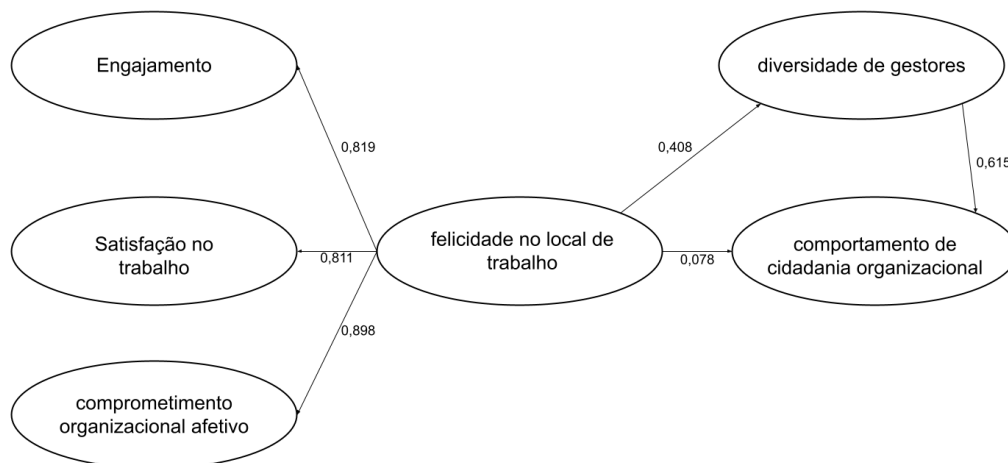 Engajamento
diversidade de gestores
0,819
0,408
0,615
Satisfação no
trabalho
0,811
felicidade no local de
trabalho
0,078
comportamento de
cidadania organizacional
0,898
comprometimento
organizacional afetivo